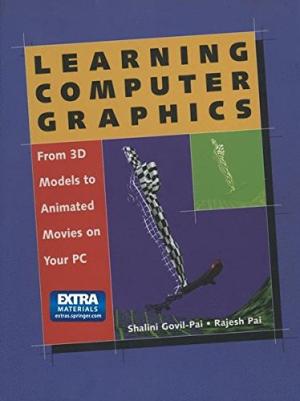 LEARNING
COMPUTER
GRAPHICS
From 3D
Models to
Animated
Movies on
Your PC
EXTRA
MATERIALS
extras.springer.com
Shalini Govil-Pai • Rajesh Pai